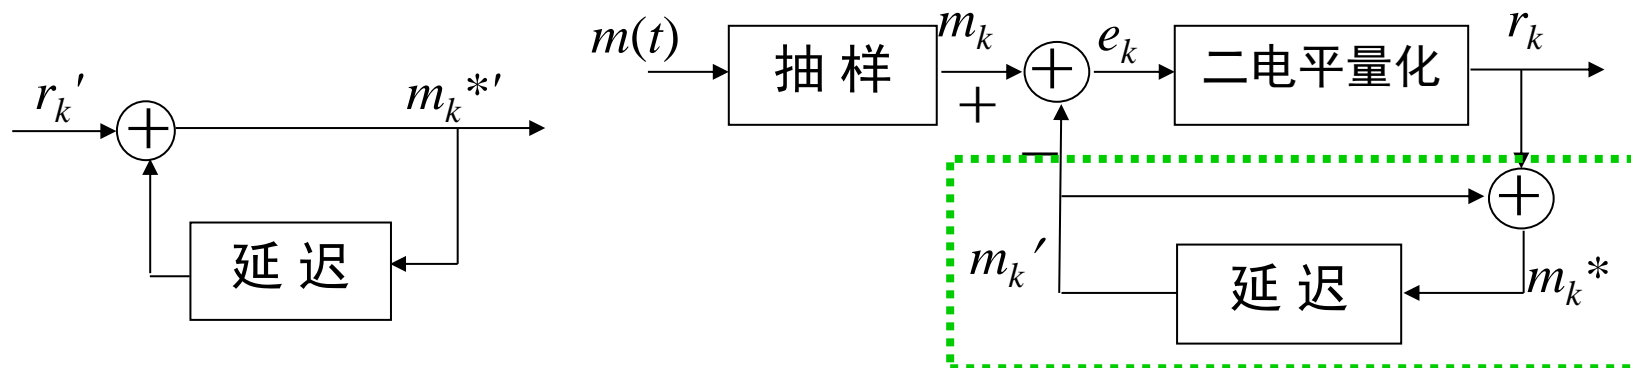 r_k′
+
m_k*′
延 迟
m(t)
抽 样
m_k
+
+
−
e_k
二电平量化
r_k
+
m_k′
延 迟
m_k*